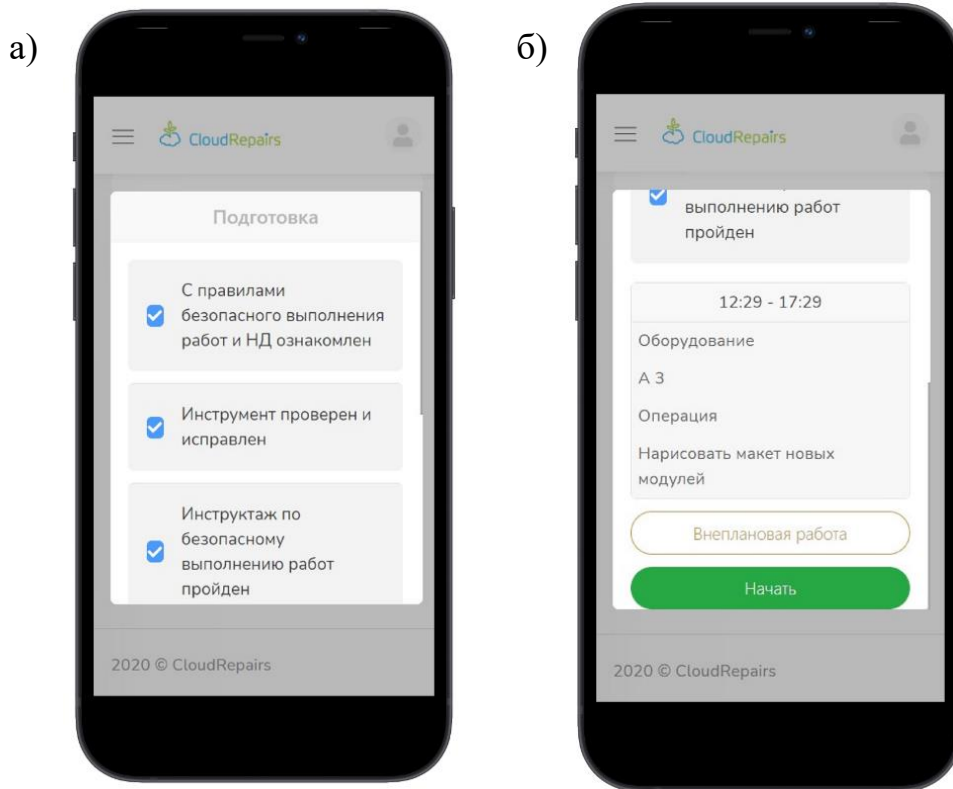 а)
CloudRepairs
Подготовка
С правилами
безопасного выполнения
работ и НД ознакомлен
Инструмент проверен и
исправлен
Инструктаж по
безопасному
выполнению работ
пройден
2020 © CloudRepairs
б)
CloudRepairs
выполнению работ
пройден
12:29 - 17:29
Оборудование
А 3
Операция
Нарисовать макет новых
модулей
Внеплановая работа
Начать
2020 © CloudRepairs